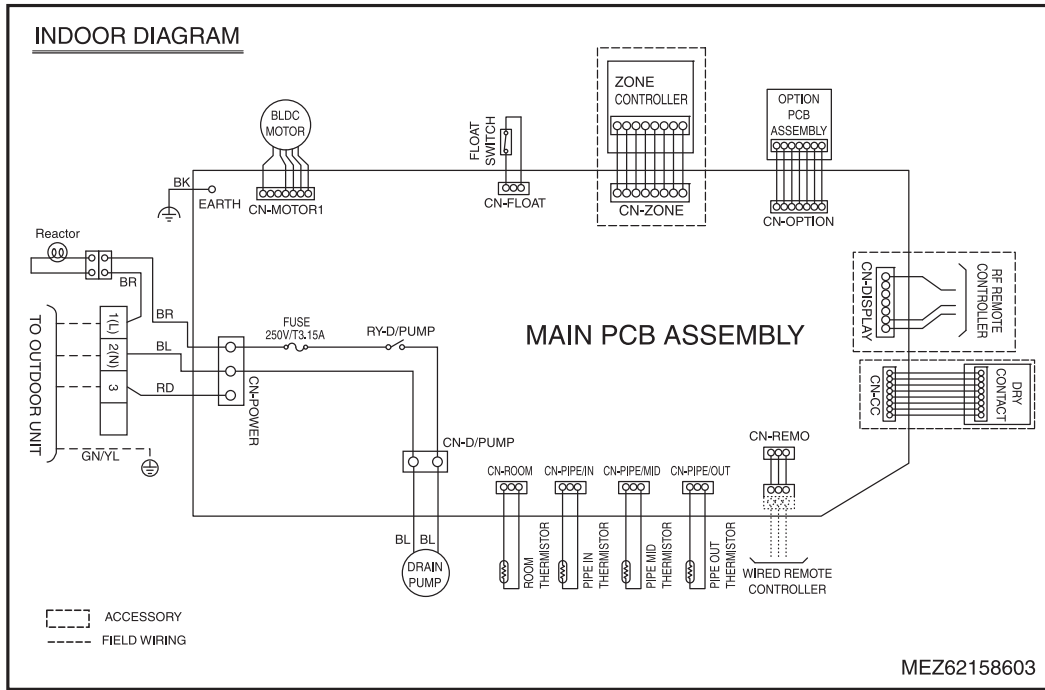 INDOOR DIAGRAM
BLDC
MOTOR
CN-MOTOR1
FLOAT
SWITCH
CN-FLOAT
ZONE
CONTROLLER
CN-ZONE
OPTION
PCB
ASSEMBLY
CN-OPTION
BK
EARTH
Reactor
BR
BR
TO OUTDOOR UNIT
1(L)
2(N)
3
BL
RD
GN/YL
CN-POWER
FUSE
250V/T3.15A
RY-D/PUMP
MAIN PCB ASSEMBLY
CN-DISPLAY
RF REMOTE
CONTROLLER
CN-CC
DRY
CONTACT
CN-D/PUMP
BL
BL
DRAIN
PUMP
CN-ROOM
CN-PIPE/IN
CN-PIPE/MID
CN-PIPE/OUT
ROOM
THERMISTOR
PIPE IN
THERMISTOR
PIPE MID
THERMISTOR
PIPE OUT
THERMISTOR
CN-REMO
WIRED REMOTE
CONTROLLER
ACCESSORY
FIELD WIRING
MEZ62158603